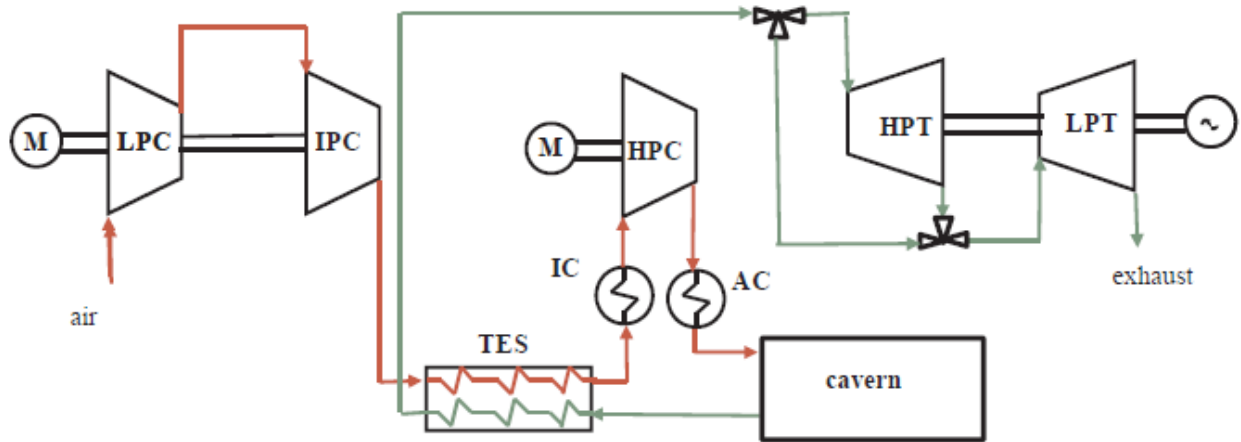 M
LPC
IPC
M
HPC
HPT
LPT
~
IC
AC
exhaust
air
TES
cavern